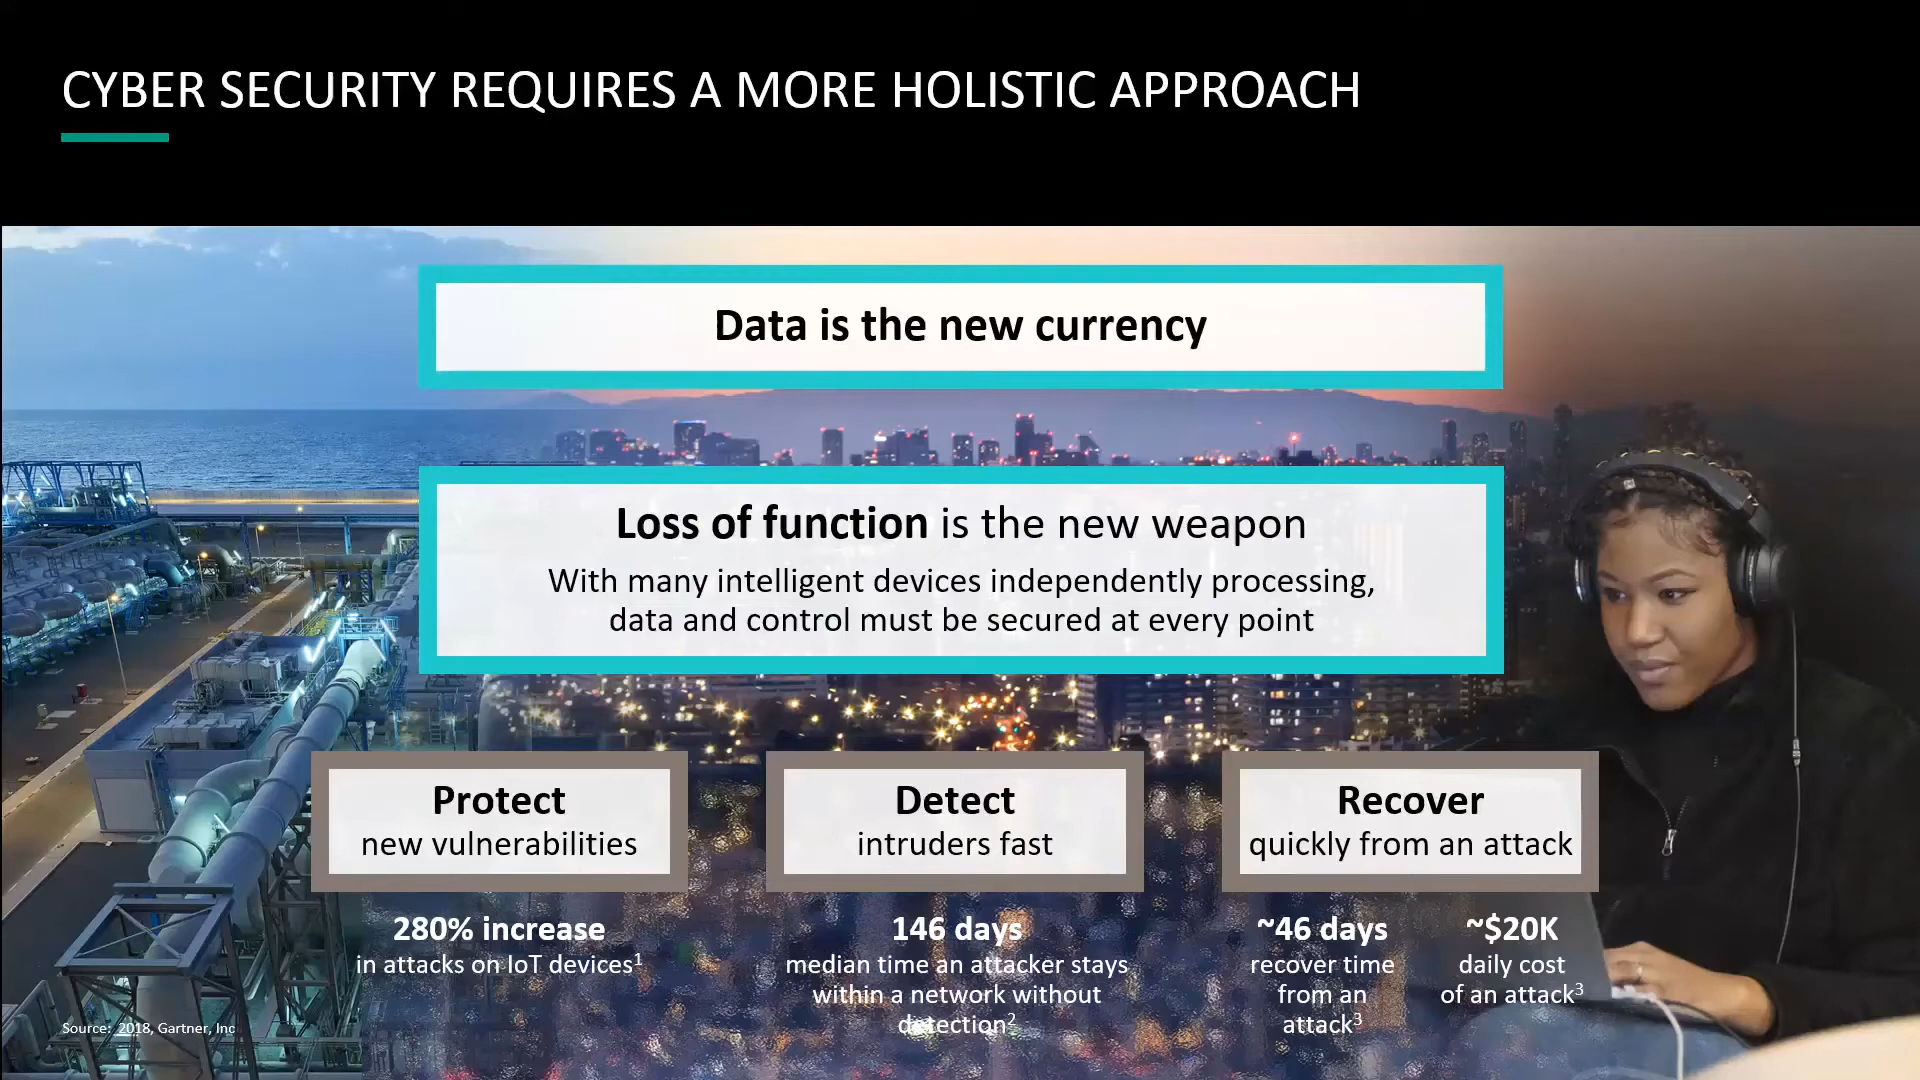 CYBER SECURITY REQUIRES A MORE HOLISTIC APPROACH
Data is the new currency
Loss of function is the new weapon
With many intelligent devices independently processing,
data and control must be secured at every point
Protect
new vulnerabilities
Detect
intruders fast
Recover
quickly from an attack
280% increase
in attacks on IoT devices¹
146 days
median time an attacker stays
within a network without
detection²
~46 days
recover time
from an
attack³
~$20K
daily cost
of an attack³
Source: 2018, Gartner, Inc